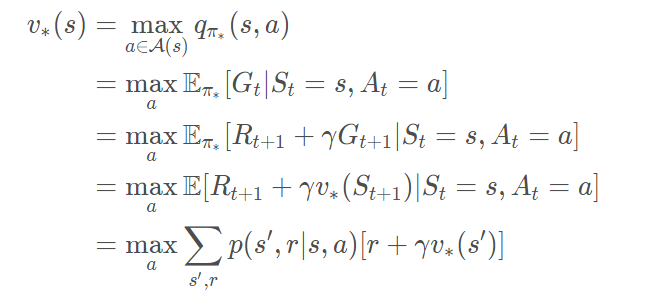 v_*(s) = \max_{a \in \mathcal{A}(s)} q_{\pi_*}(s, a)
= \max_a \mathbb{E}_{\pi_*}[G_t | S_t = s, A_t = a]
= \max_a \mathbb{E}_{\pi_*}[R_{t+1} + \gamma G_{t+1} | S_t = s, A_t = a]
= \max_a \mathbb{E}[R_{t+1} + \gamma v_*(S_{t+1}) | S_t = s, A_t = a]
= \max_a \sum_{s',r} p(s', r | s, a)[r + \gamma v_*(s')]